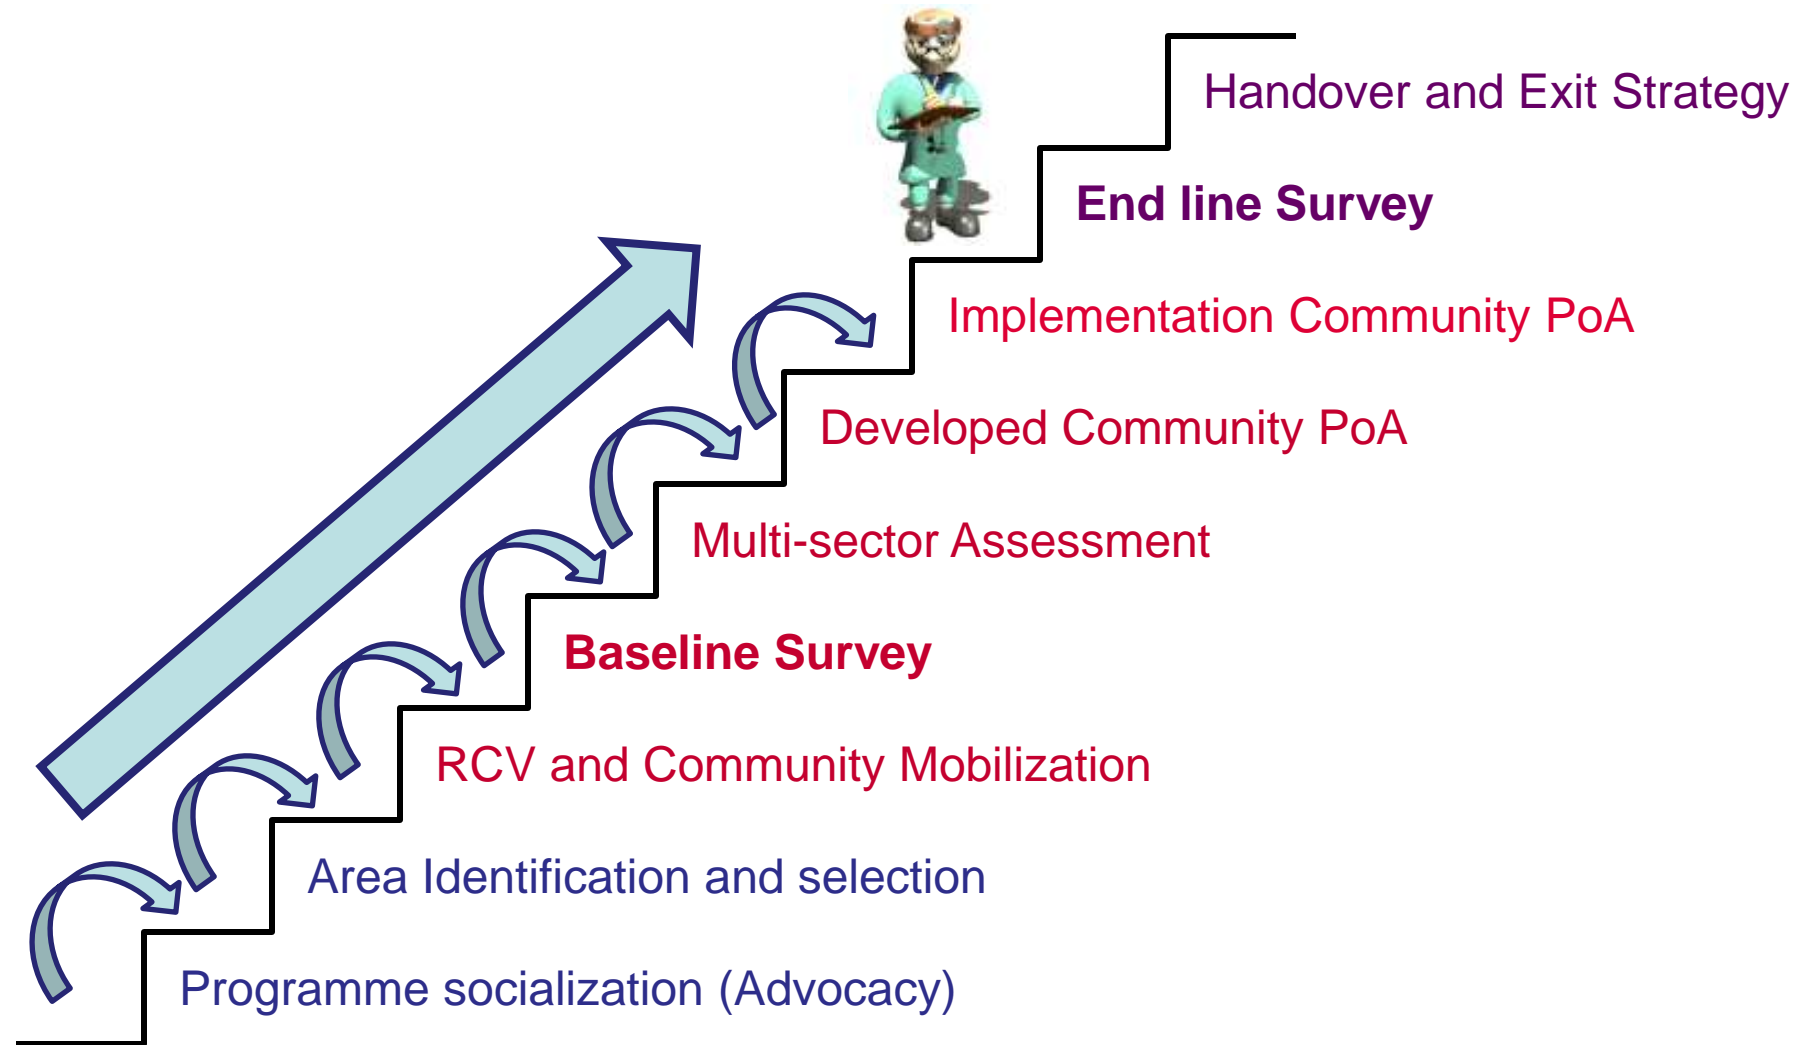 Handover and Exit Strategy
End line Survey
Implementation Community PoA
Developed Community PoA
Multi-sector Assessment
Baseline Survey
RCV and Community Mobilization
Area Identification and selection
Programme socialization (Advocacy)